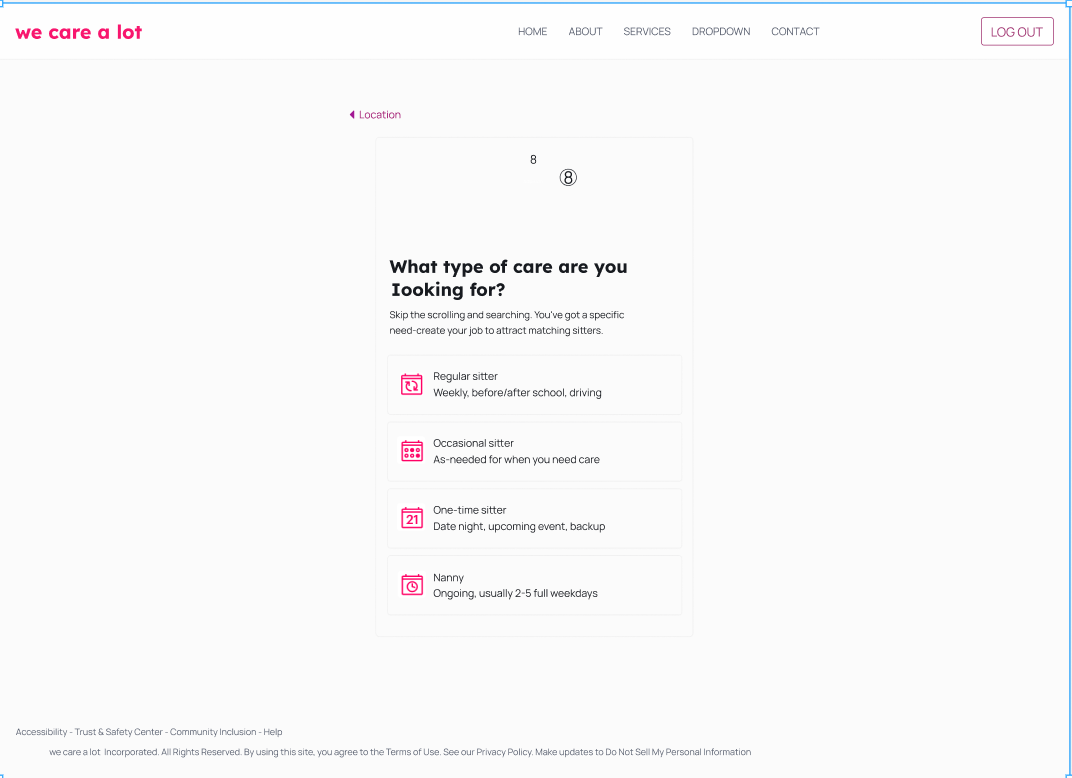 we care a lot
HOME ABOUT SERVICES DROPDOWN CONTACT
LOG OUT
Location
8
8
What type of care are you
Iooking for?
Skip the scrolling and searching. You've got a specific
need-create your job to attract matching sitters.
Regular sitter
Weekly, before/after school, driving
Occasional sitter
As-needed for when you need care
21
One-time sitter
Date night, upcoming event, backup
Nanny
Ongoing, usually 2-5 full weekdays
Accessibility - Trust & Safety Center - Community Inclusion - Help
we care a lot Incorporated. All Rights Reserved. By using this site, you agree to the Terms of Use. See our Privacy Policy. Make updates to Do Not Sell My Personal Information